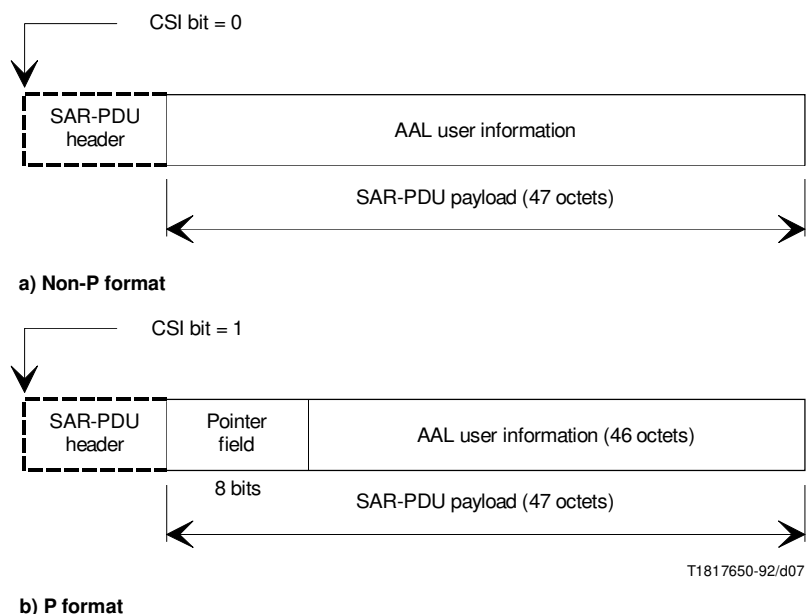 CSI bit = 0
SAR-PDU
header
AAL user information
SAR-PDU payload (47 octets)
a) Non-P format
CSI bit = 1
SAR-PDU
header
Pointer
field
AAL user information (46 octets)
8 bits
SAR-PDU payload (47 octets)
T1817650-92/d07
b) P format